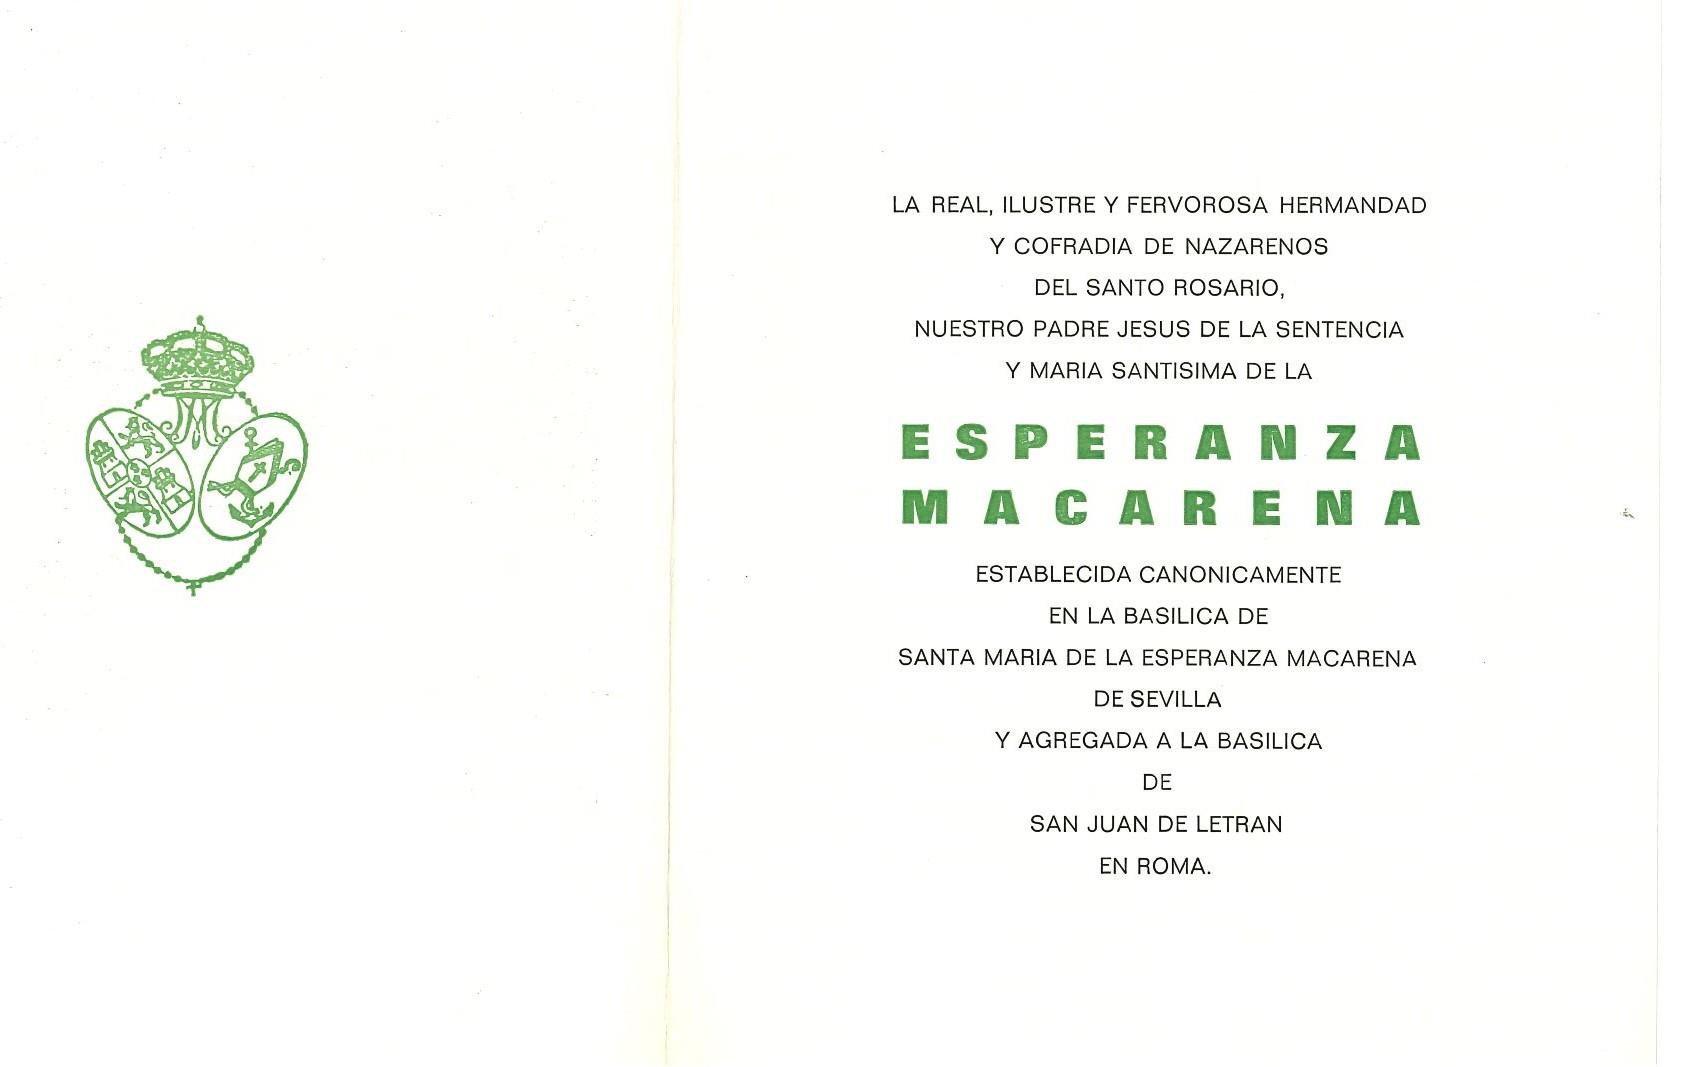 LA REAL, ILUSTRE Y FERVOROSA HERMANDAD
Y COFRADIA DE NAZARENOS
DEL SANTO ROSARIO,
NUESTRO PADRE JESUS DE LA SENTENCIA
Y MARIA SANTISIMA DE LA
ESPERANZA
MACARENA
ESTABLECIDA CANONICAMENTE
EN LA BASILICA DE
SANTA MARIA DE LA ESPERANZA MACARENA
DE SEVILLA
Y AGREGADA A LA BASILICA
DE
SAN JUAN DE LETRAN
EN ROMA.